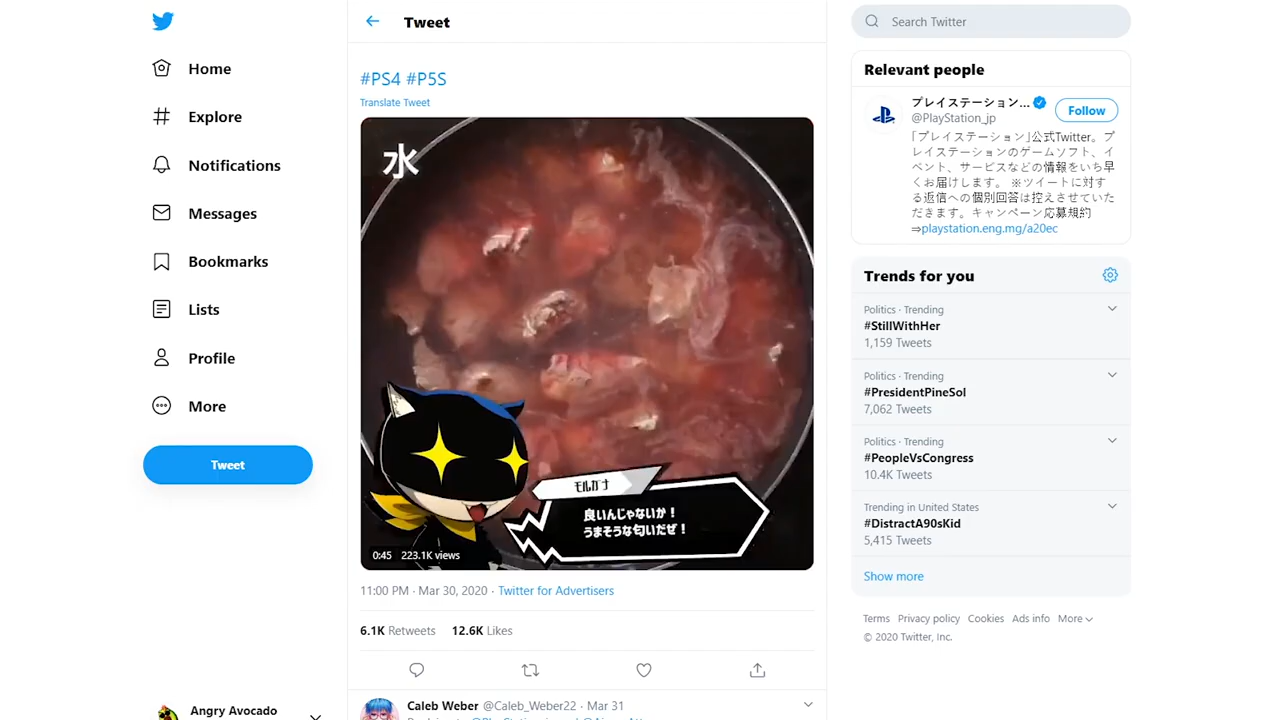 Home
Explore
Notifications
Messages
Bookmarks
Lists
Profile
More
Tweet
Angry Avocado
Tweet
#PS4 #P5S
Translate Tweet
水
モルガナ
良いんじゃないか!
うまそうな匂いだぜ!
0:45 223.1K views
11:00 PM · Mar 30, 2020 · Twitter for Advertisers
6.1K Retweets 12.6K Likes
Caleb Weber @Caleb_Weber22 · Mar 31
Search Twitter
Relevant people
プレイステーション...
@PlayStation_jp
Follow
「プレイステーション」公式Twitter。プ
レイステーションのゲームソフト、イ
ベント、サービスなどの情報をいち早
くお届けします。 ※ツイートに対す
る返信への個別回答は控えさせていた
だきます。キャンペーン応募規約
⇒playstation.eng.mg/a20ec
Trends for you
Politics · Trending
#StillWithHer
1,159 Tweets
Politics · Trending
#PresidentPineSol
7,062 Tweets
Politics · Trending
#PeopleVsCongress
10.4K Tweets
Trending in United States
#DistractA90sKid
5,415 Tweets
Show more
Terms Privacy policy Cookies Ads info More
© 2020 Twitter, Inc.